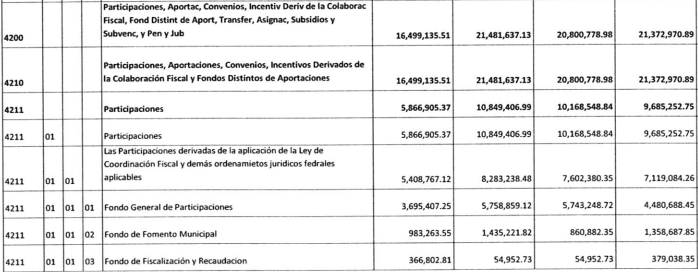 Participaciones, Aportac, Convenios, Incentiv Deriv de la Colaborac
Fiscal, Fond Distint de Aport, Transfer, Asignac, Subsidios y
4200 Subvenc, y Pen y Jub 16,499,135.51 21,481,637.13 20,800,778.98 21,372,970.89
Participaciones, Aportaciones, Convenios, Incentivos Derivados de
4210 la Colaboración Fiscal y Fondos Distintos de Aportaciones 16,499,135.51 21,481,637.13 20,800,778.98 21,372,970.89
4211 Participaciones 5,866,905.37 10,849,406.99 10,168,548.84 9,685,252.75
4211 01 Participaciones 5,866,905.37 10,849,406.99 10,168,548.84 9,685,252.75
Las Participaciones derivadas de la aplicación de la Ley de
Coordinación Fiscal y demás ordenamietos juridicos federales
4211 01 01 aplicables 5,408,767.12 8,283,238.48 7,602,380.35 7,119,084.26
4211 01 01 01 Fondo General de Participaciones 3,695,407.25 5,758,859.12 5,743,248.72 4,480,688.45
4211 01 01 02 Fondo de Fomento Municipal 983,263.55 1,435,221.82 860,882.35 1,358,687.85
4211 01 01 03 Fondo de Fiscalización y Recaudacion 366,802.81 54,952.73 54,952.73 379,038.35